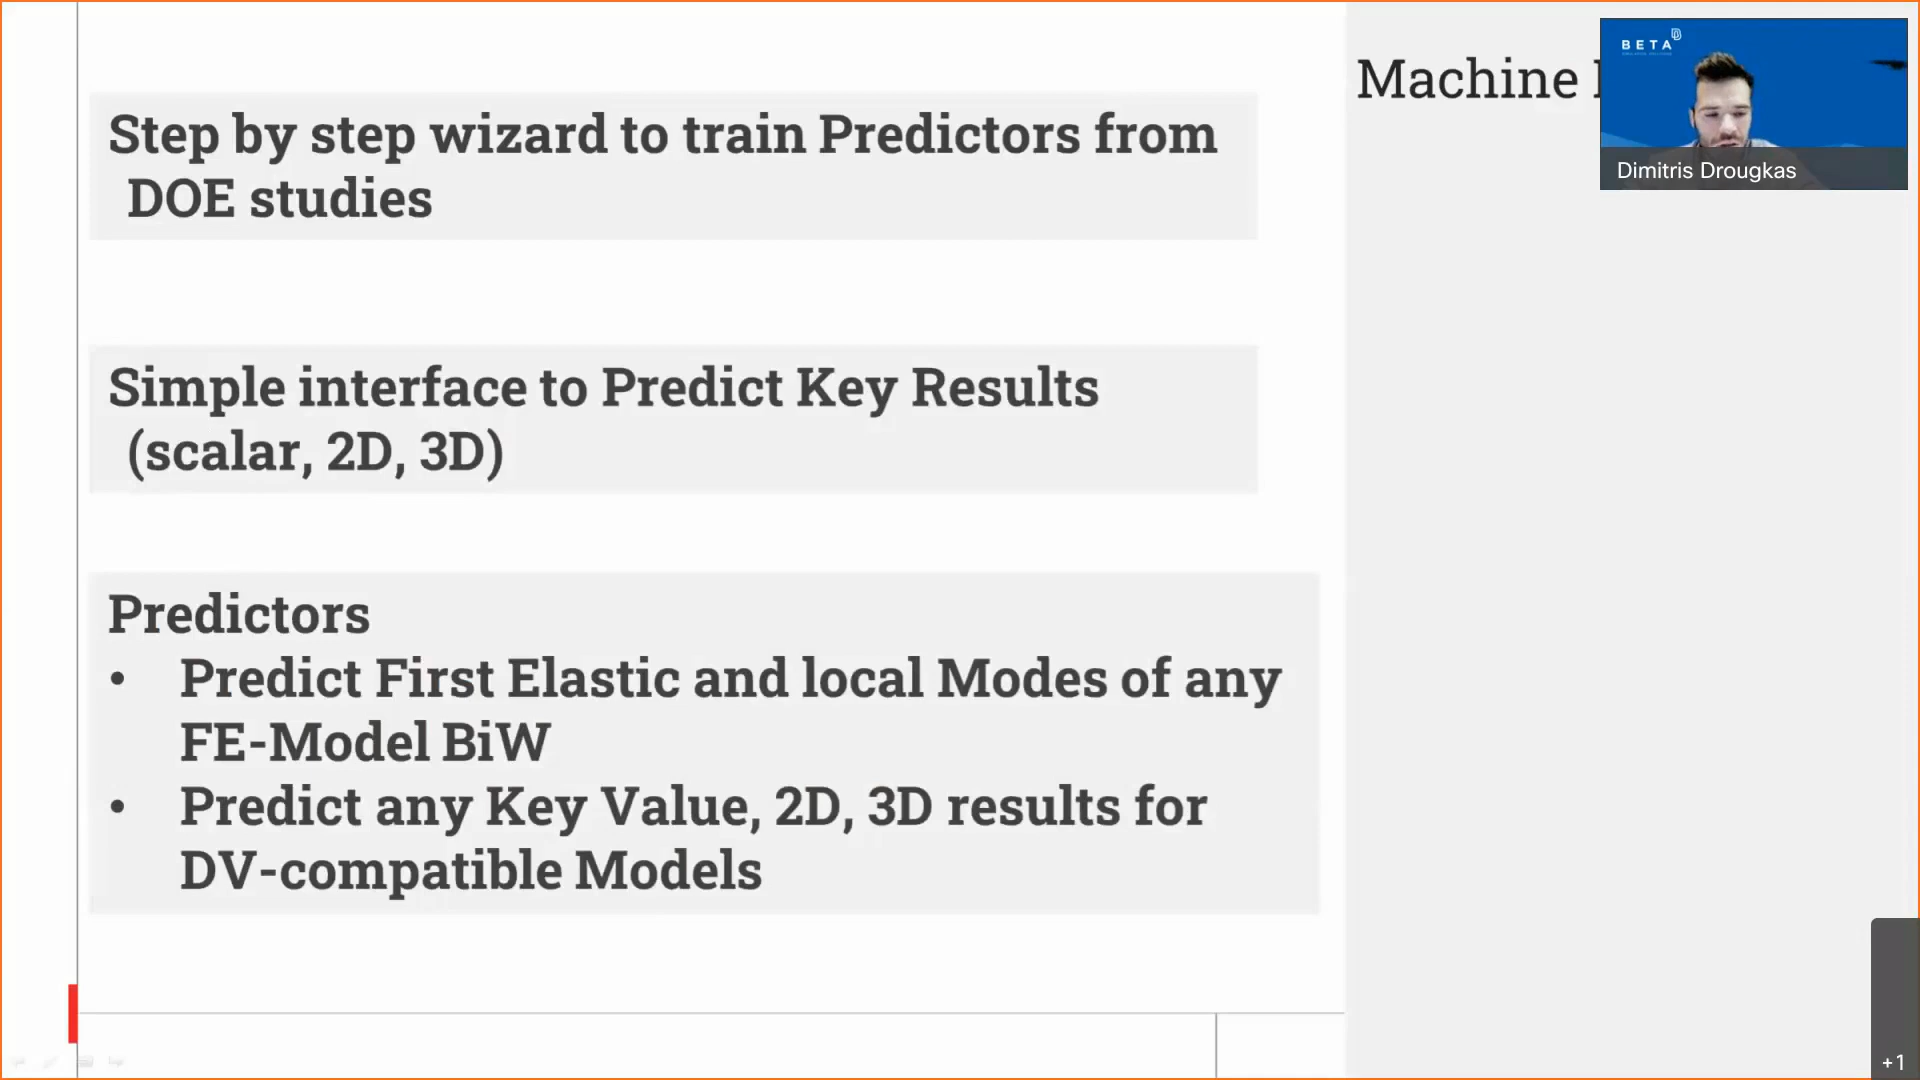 Step by step wizard to train Predictors from
DOE studies
Simple interface to Predict Key Results
(scalar, 2D, 3D)
Predictors
• Predict First Elastic and local Modes of any
FE-Model BiW
• Predict any Key Value, 2D, 3D results for
DV-compatible Models
Machine
BETA
Dimitris Drougkas
+1